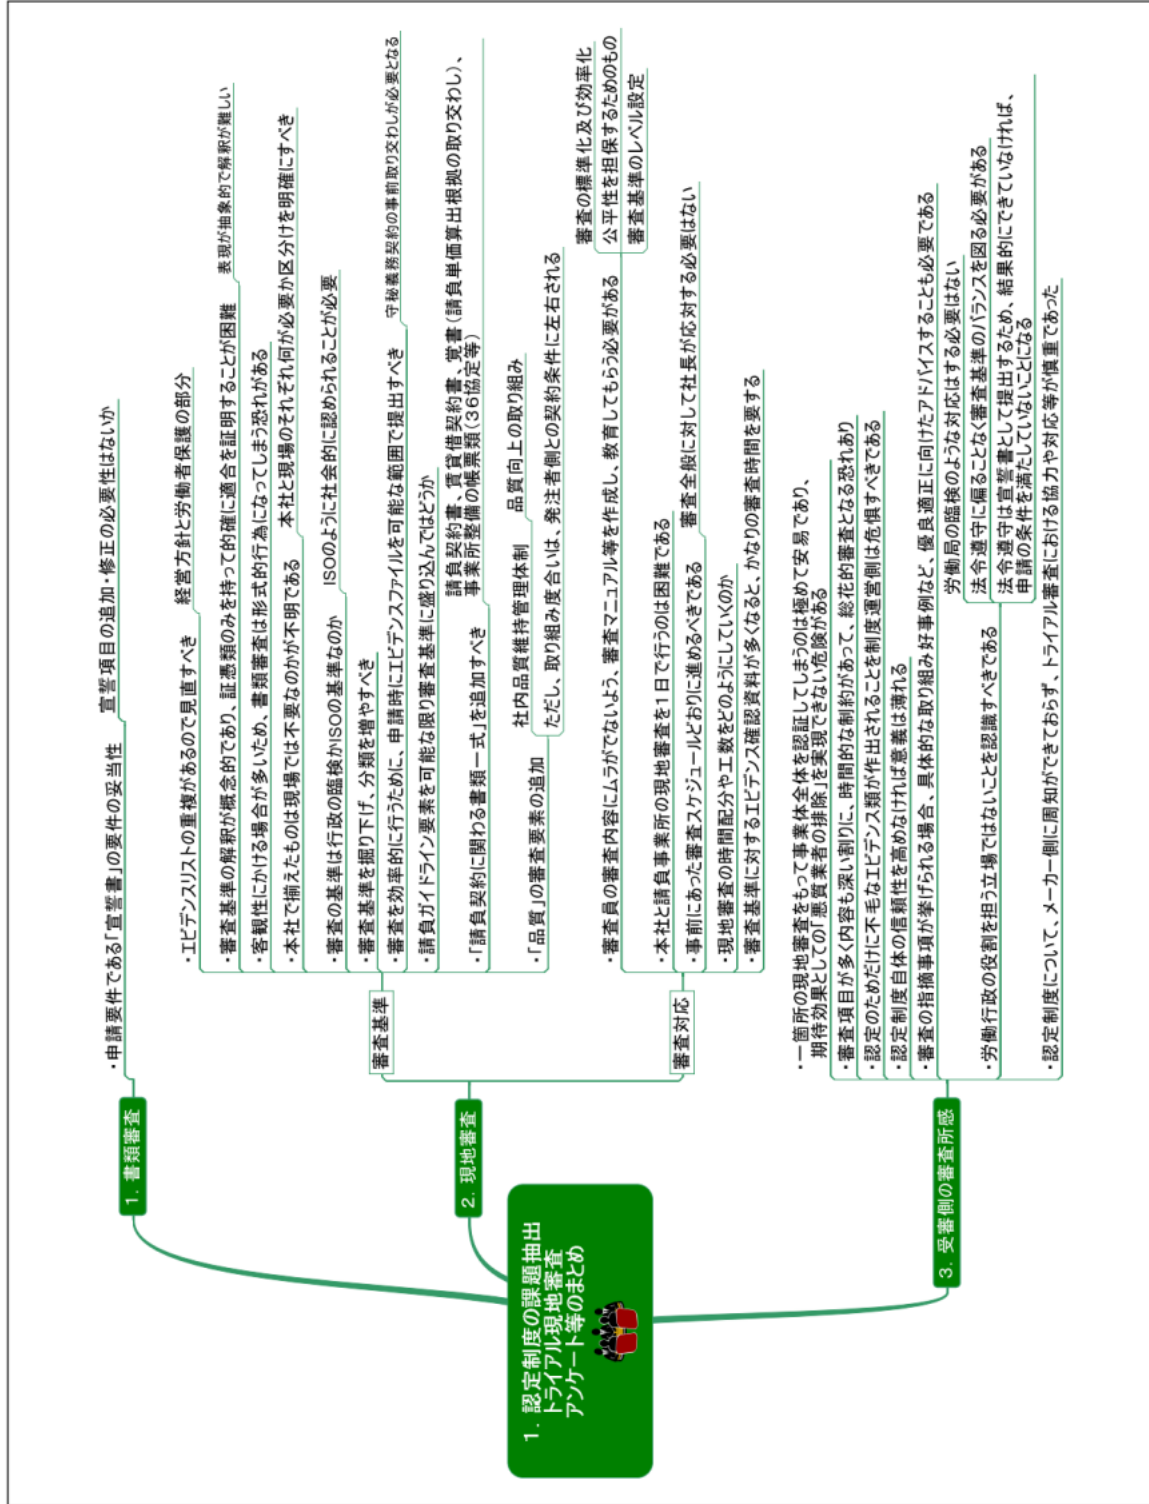 1. 認定制度の課題抽出
トライアル現地審査
アンケート等のまとめ
1. 書類審査
・申請要件である「宣誓書」の要件の妥当性
宣誓項目の追加・修正の必要性はないか
2. 現地審査
審査基準
・エビデンスリストの重複があるので見直すべき
経営方針と労働者保護の部分
・審査基準の解釈が概念的であり、証憑類のみを持って的確に適合を証明することが困難
表現が抽象的で解釈が難しい
・客観性にかける場合が多いため、書類審査は形式的行為になってしまう恐れがある
・本社で揃えたものは現場では不要なのかが不明である
本社と現場のそれぞれ何が必要か区分けを明確にすべき
・審査の基準は行政の臨検かISOの基準なのか
ISOのように社会的に認められることが必要
・審査基準を掘り下げ、分類を増やすべき
・審査を効率的に行うために、申請時にエビデンスファイルを可能な範囲で提出すべき
守秘義務契約の事前取り交わしが必要となる
・請負ガイドライン要素を可能な限り審査基準に盛り込んではどうか
・「請負契約に関わる書類一式」を追加すべき
請負契約書、賃貸借契約書、覚書（請負単価算出根拠の取り交わし）、
事業所整備の帳票類（36協定等）
・「品質」の審査要素の追加
社内品質維持管理体制
品質向上の取り組み
ただし、取り組み度合いは、発注者側との契約条件に左右される
審査対応
・審査員の審査内容にムラがでないよう、審査マニュアル等を作成し、教育してもらう必要がある
審査の標準化及び効率化
公平性を担保するためのもの
審査基準のレベル設定
・本社と請負事業所の現地審査を1日で行うのは困難である
・事前にあった審査スケジュールどおりに進めるべきである
審査全般に対して社長が応対する必要はない
・現地審査の時間配分や工数をどのようにしていくのか
・審査基準に対するエビデンス確認資料が多くなると、かなりの審査時間を要する
3. 受審側の審査所感
・一箇所の現地審査をもって事業体全体を認証してしまうのは極めて安易であり、
期待効果としての「悪質業者の排除」を実現できない危険がある
・審査項目が多く内容も深い割りに、時間的な制約があって、総花的審査となる恐れあり
・認定のためだけに不毛なエビデンス類が作出されることを制度運営側は危惧すべきである
・認定制度自体の信頼性を高めなければ意義は薄れる
・審査の指摘事項が挙げられる場合、具体的な取り組み好事例など、優良適正に向けたアドバイスすることも必要である
・労働行政の役割を担う立場ではないことを認識すべきである
労働局の臨検のような対応はする必要はない
法令遵守に偏ることなく審査基準のバランスを図る必要がある
法令遵守は宣誓書として提出するため、結果的にできていなければ、
申請の条件を満たしていないことになる
・認定制度について、メーカー側に周知ができておらず、トライアル審査における協力や対応等が慎重であった